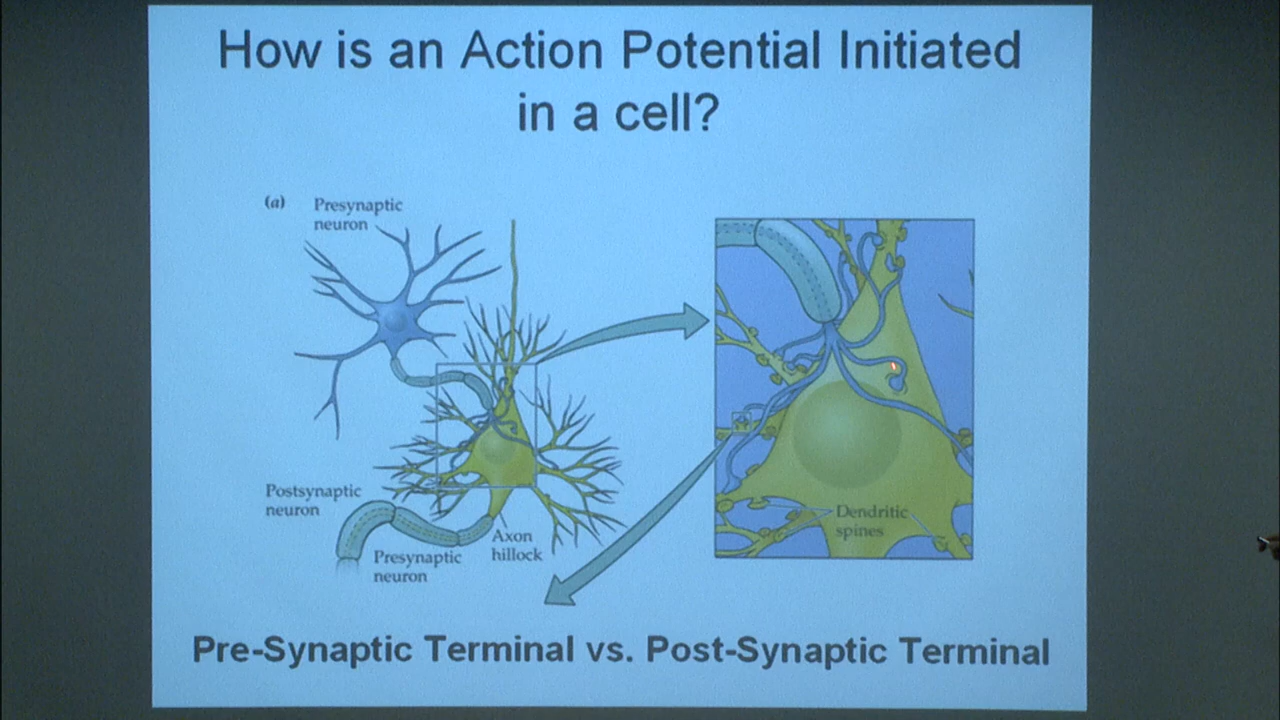 How is an Action Potential Initiated
in a cell?
(a)
Presynaptic
neuron
Postsynaptic
neuron
Presynaptic
neuron
Axon
hillock
Dendritic
spines
Pre-Synaptic Terminal vs. Post-Synaptic Terminal